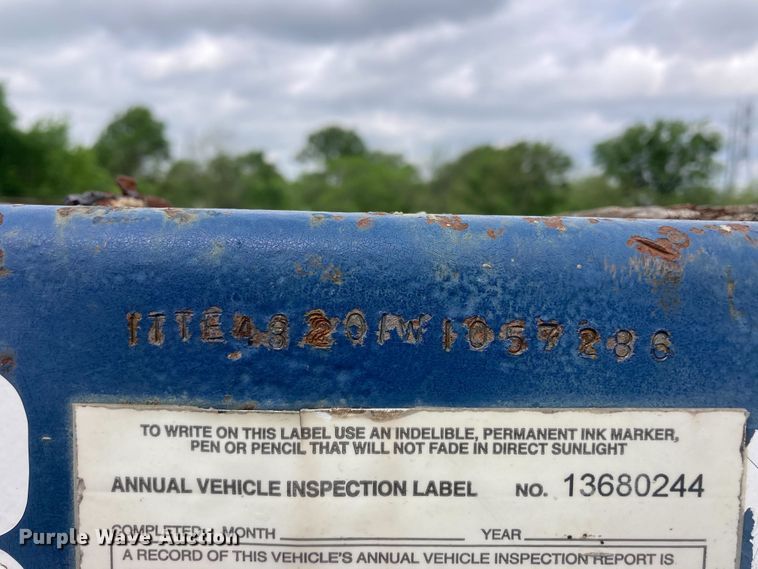 1TTE48201W1057286
TO WRITE ON THIS LABEL USE AN INDELIBLE, PERMANENT INK MARKER,
PEN OR PENCIL THAT WILL NOT FADE IN DIRECT SUNLIGHT
ANNUAL VEHICLE INSPECTION LABEL NO. 13680244
COMPLETED: MONTH YEAR
Purple Wave Auction
A RECORD OF THIS VEHICLE'S ANNUAL VEHICLE INSPECTION REPORT IS